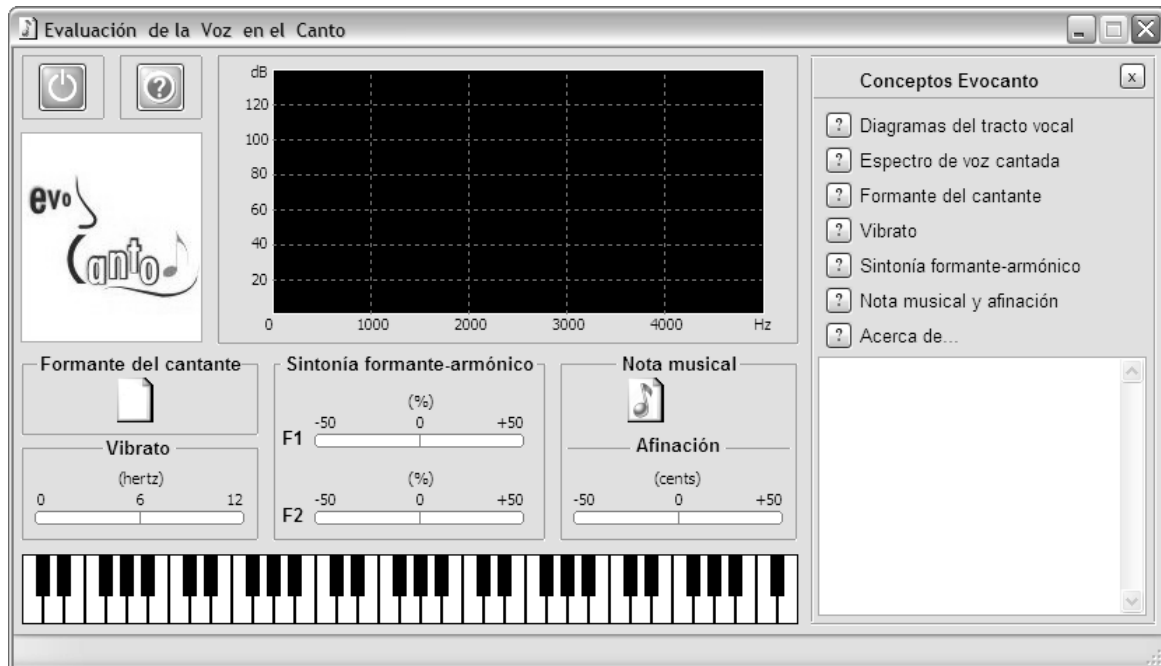 Evaluación de la Voz en el Canto
dB
120
100
80
60
40
20
0 1000 2000 3000 4000 Hz
evo
Canto
Formante del cantante
Vibrato
(hertz)
0 6 12
Sintonía formante-armónico
(%)
-50 0 +50
F1
(%)
-50 0 +50
F2
Nota musical
Afinación
(cents)
-50 0 +50
Conceptos Evocanto x
? Diagramas del tracto vocal
? Espectro de voz cantada
? Formante del cantante
? Vibrato
? Sintonía formante-armónico
? Nota musical y afinación
? Acerca de...